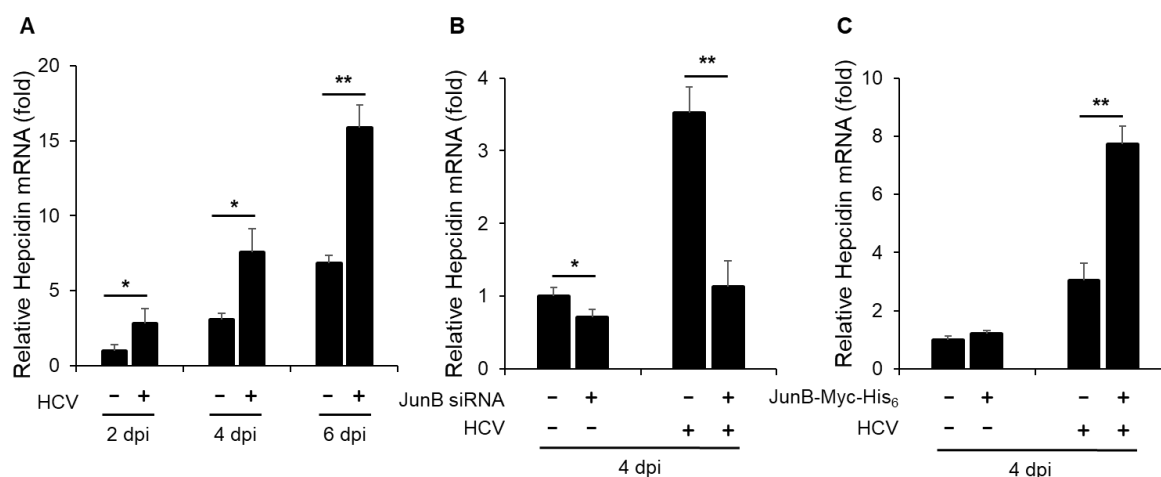 A
Relative Hepcidin mRNA (fold)
20
15
10
5
0
*
*
**
HCV
− + − + − +
2 dpi 4 dpi 6 dpi
B
Relative Hepcidin mRNA (fold)
4
3
2
1
0
*
**
JunB siRNA − + − +
HCV − − + +
4 dpi
C
Relative Hepcidin mRNA (fold)
10
8
6
4
2
0
**
JunB-Myc-His₆ − + − +
HCV − − + +
4 dpi